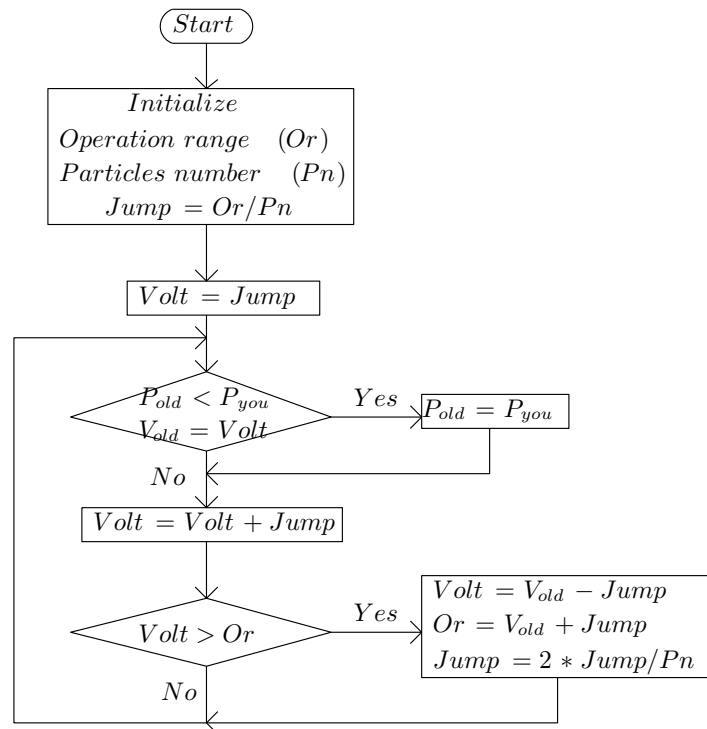 Start
Initialize
Operation range (Or)
Particles number (Pn)
Jump = Or/Pn
Volt = Jump
P_old < P_you
V_old = Volt
Yes
P_old = P_you
No
Volt = Volt + Jump
Volt > Or
Yes
Volt = V_old − Jump
Or = V_old + Jump
Jump = 2 * Jump/Pn
No